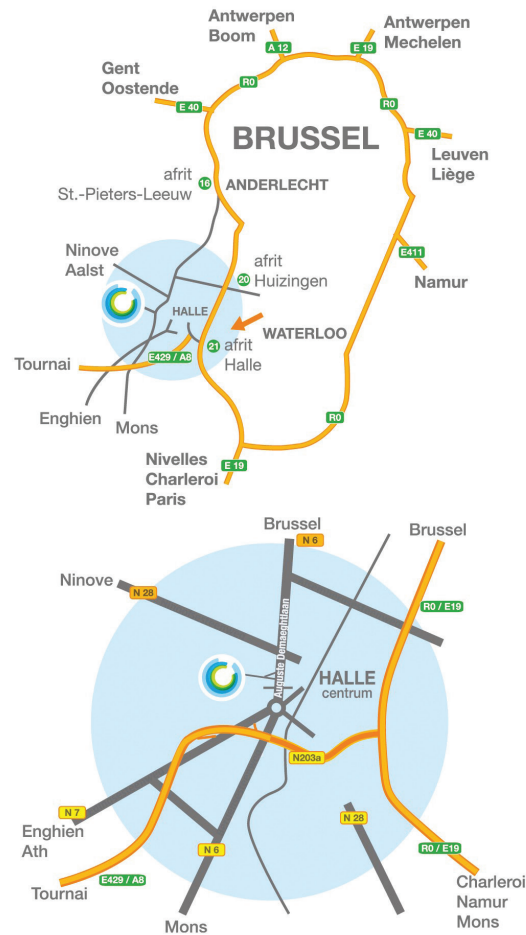 Antwerpen
Boom
Antwerpen
Mechelen
A 12
E 19
Gent
Oostende
R0
R0
E 40
BRUSSEL
E 40
Leuven
Liège
afrit
St.-Pieters-Leeuw
16
ANDERLECHT
Ninove
Aalst
afrit
Huizingen
20
E411
Namur
HALLE
WATERLOO
21
afrit
Halle
Tournai
E429 / A8
Enghien
Mons
R0
Nivelles
Charleroi
Paris
E 19
Brussel
Brussel
N 6
Ninove
N 28
Auguste Demaeghtlaan
R0 / E19
HALLE
centrum
N203a
N 7
Enghien
Ath
N 28
N 6
R0 / E19
Tournai
E429 / A8
Mons
Charleroi
Namur
Mons